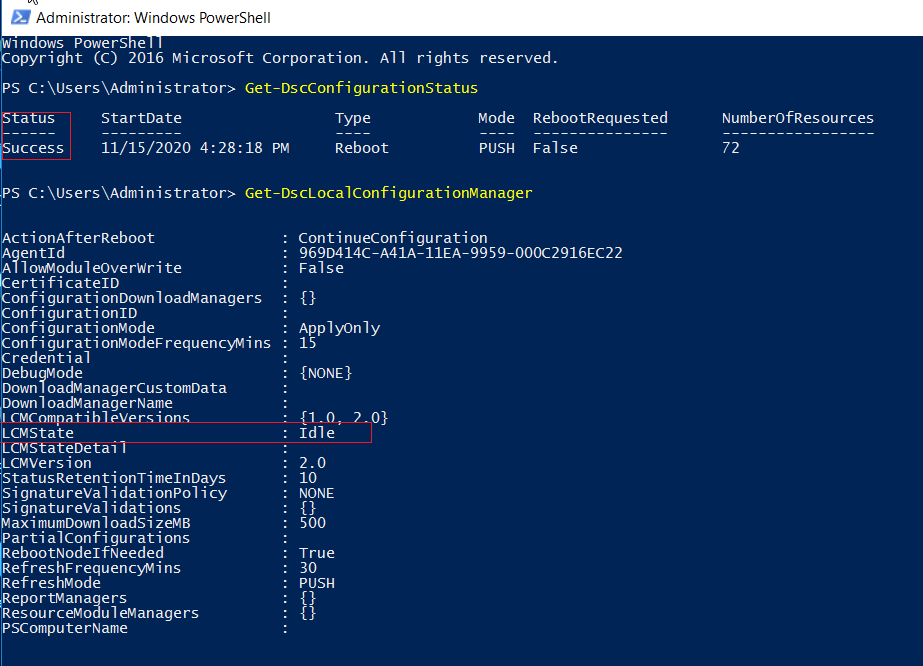 Administrator: Windows PowerShell
Windows PowerShell
Copyright (C) 2016 Microsoft Corporation. All rights reserved.
PS C:\Users\Administrator> Get-DscConfigurationStatus
Status     StartDate                 Type            Mode  RebootRequested      NumberOfResources
------     ---------                 ----            ----  ---------------      -----------------
Success    11/15/2020 4:28:18 PM     Reboot          PUSH  False                72
PS C:\Users\Administrator> Get-DscLocalConfigurationManager
ActionAfterReboot              : ContinueConfiguration
AgentId                        : 969D414C-A41A-11EA-9959-000C2916EC22
AllowModuleOverWrite           : False
CertificateID                  :
ConfigurationDownloadManagers  : {}
ConfigurationID                :
ConfigurationMode              : ApplyOnly
ConfigurationModeFrequencyMins : 15
Credential                     :
DebugMode                      : {NONE}
DownloadManagerCustomData      :
DownloadManagerName            :
LCMCompatibleVersions          : {1.0, 2.0}
LCMState                       : Idle
LCMStateDetail                 :
LCMVersion                     : 2.0
StatusRetentionTimeInDays      : 10
SignatureValidationPolicy      : NONE
SignatureValidations           : {}
MaximumDownloadSizeMB          : 500
PartialConfigurations          :
RebootNodeIfNeeded             : True
RefreshFrequencyMins           : 30
RefreshMode                    : PUSH
ReportManagers                 : {}
ResourceModuleManagers         : {}
PSComputerName                 :